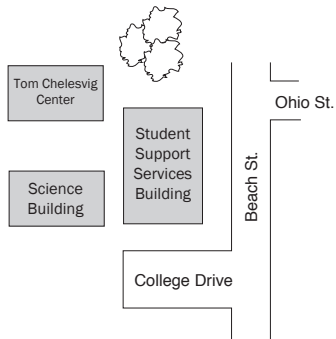 Tom Chelesvig
Center
Ohio St.
Student
Support
Services
Building
Science
Building
Beach St.
College Drive